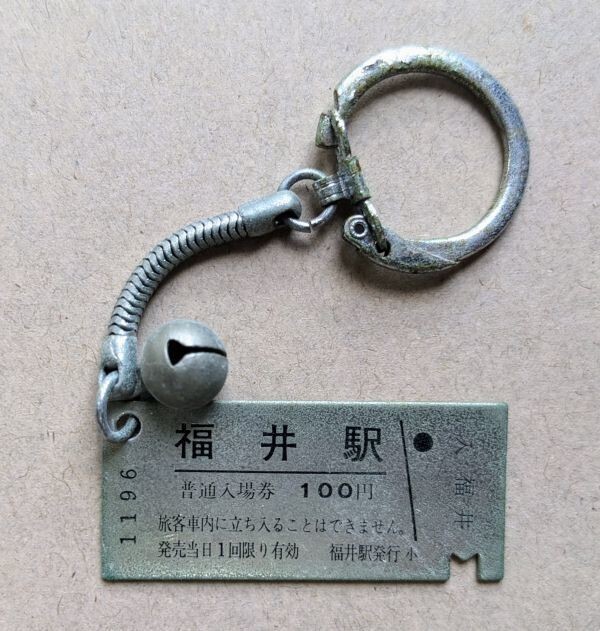 福井駅
普通入場券 100円
旅客車内に立ち入ることはできません。
発売当日1回限り有効 福井駅発行 小
1196
入 福井